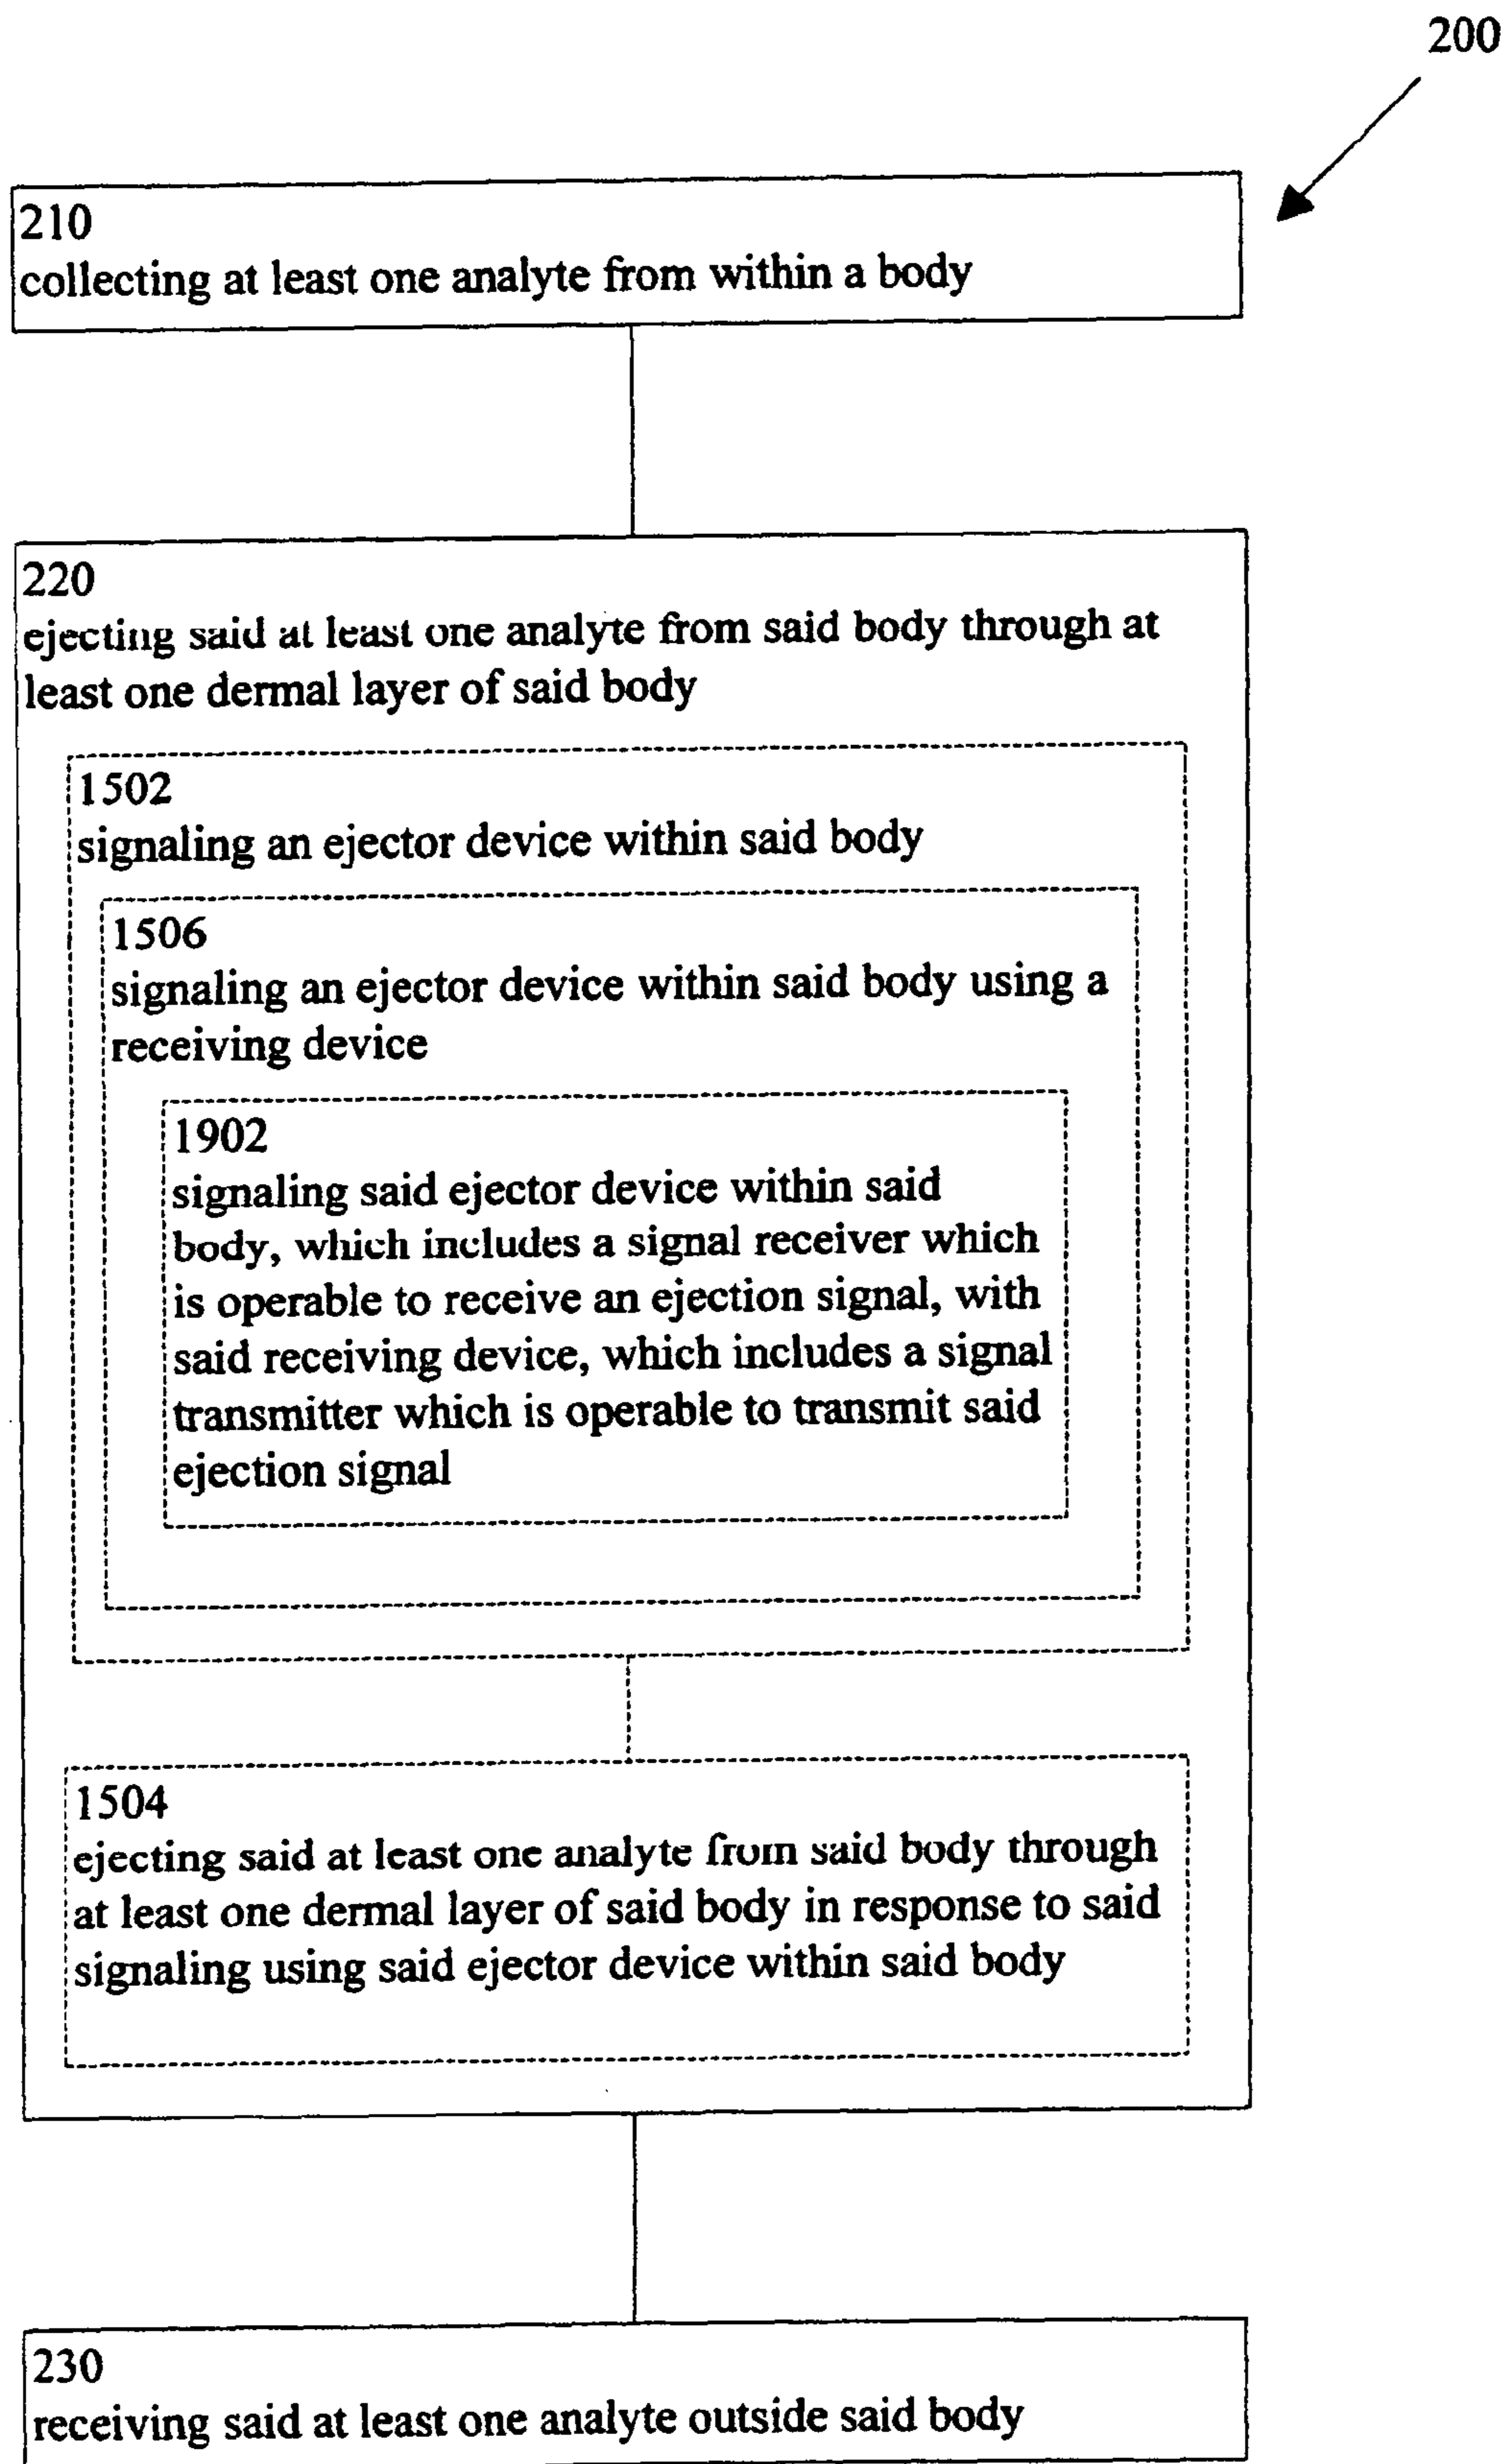 200
210
collecting at least one analyte from within a body
220
ejecting said at least one analyte from said body through at
least one dermal layer of said body
1502
signaling an ejector device within said body
1506
signaling an ejector device within said body using a
receiving device
1902
signaling said ejector device within said
body, which includes a signal receiver which
is operable to receive an ejection signal, with
said receiving device, which includes a signal
transmitter which is operable to transmit said
ejection signal
1504
ejecting said at least one analyte from said body through
at least one dermal layer of said body in response to said
signaling using said ejector device within said body
230
receiving said at least one analyte outside said body